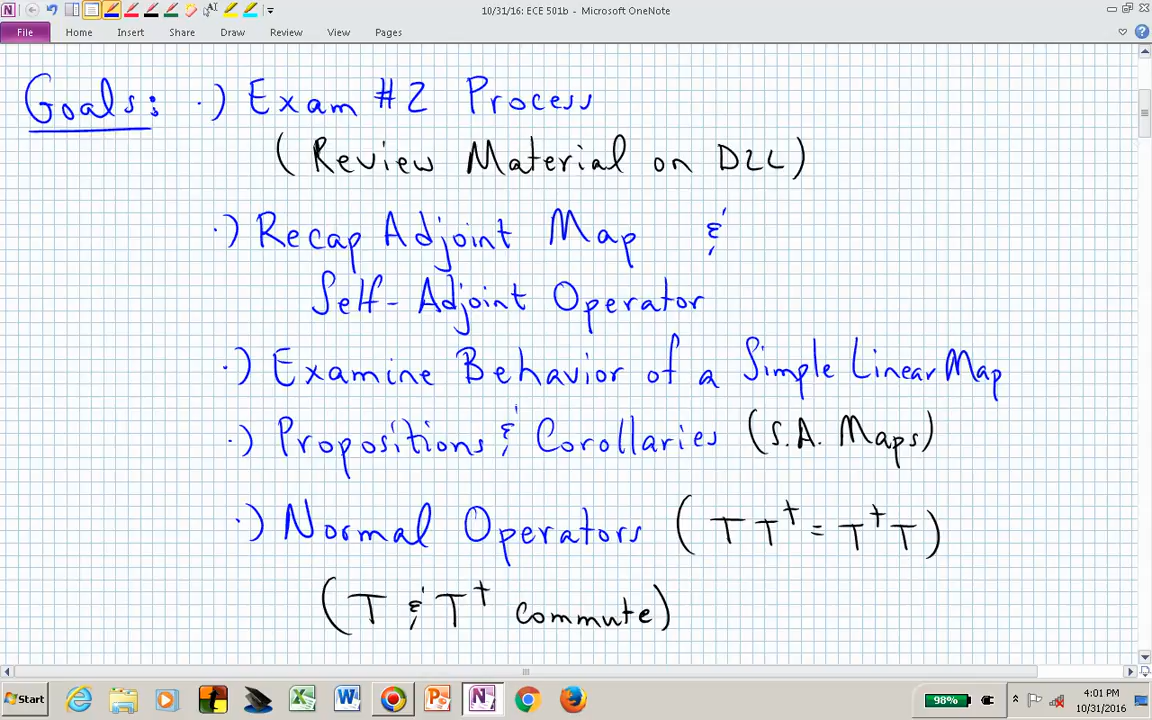 10/31/16: ECE 501b - Microsoft OneNote
File Home Insert Share Draw Review View Pages
Goals: ·) Exam #2 Process
(Review Material on D2L)
·) Recap Adjoint Map &
Self-Adjoint Operator
·) Examine Behavior of a Simple Linear Map
·) Propositions & Corollaries (S.A. Maps)
·) Normal Operators (TT† = T†T)
(T & T† commute)
Start 98% 4:01 PM
10/31/2016